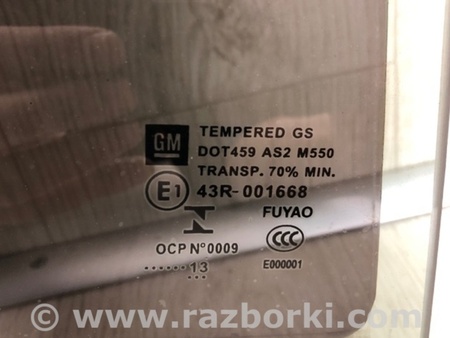 GM
TEMPERED GS
DOT459 AS2 M550
TRANSP. 70% MIN.
E1 43R-001668
FUYAO
OCP N°0009
CCC
......13
E000001
© www.razborki.com